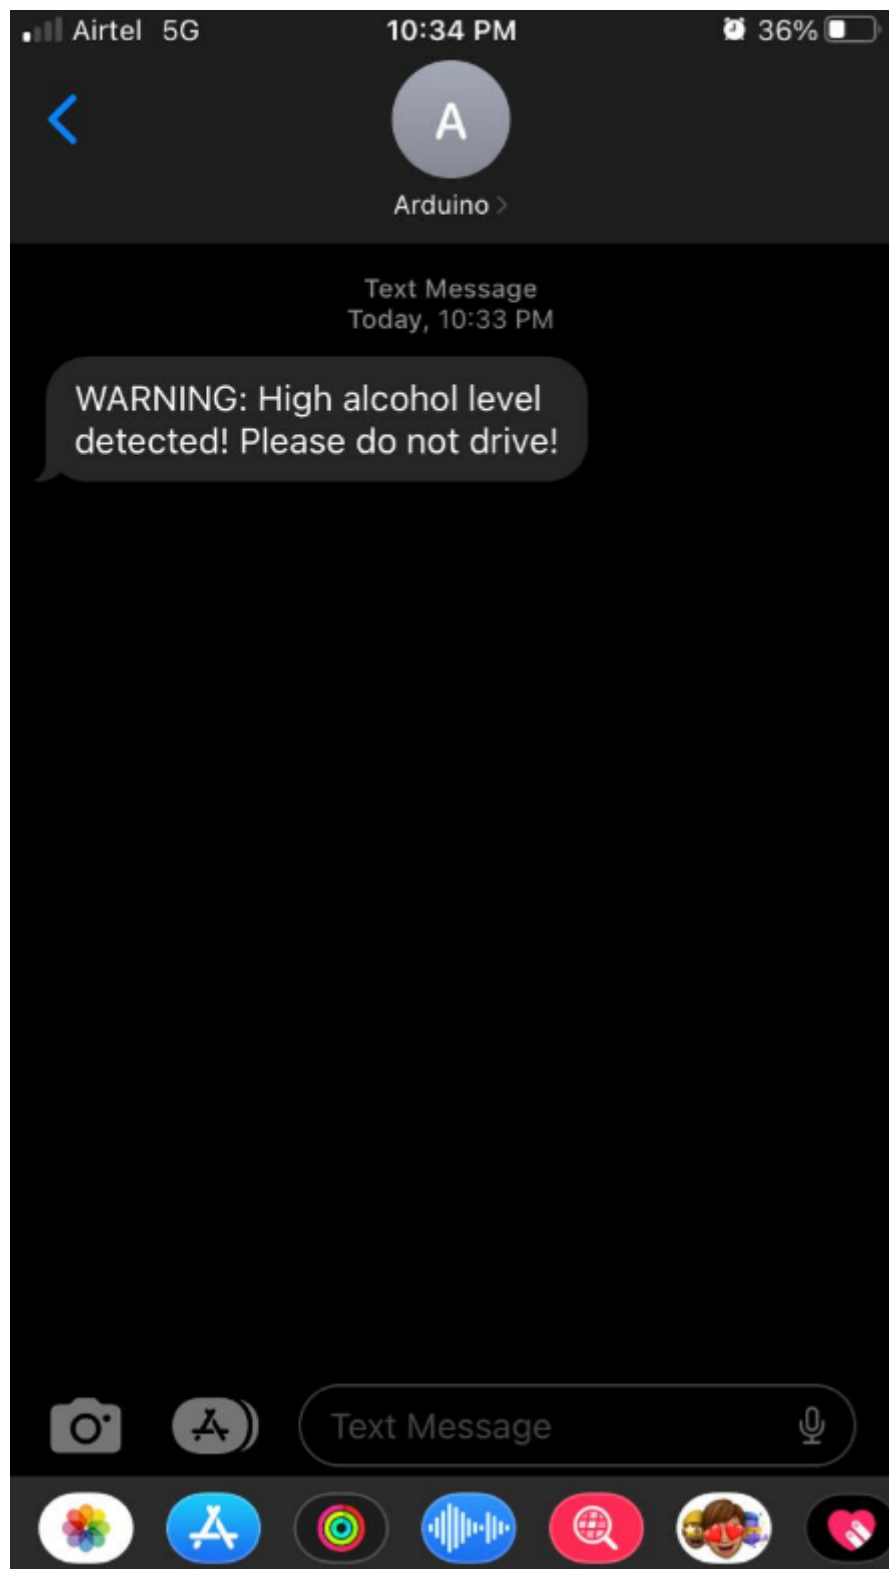 Airtel 5G 10:34 PM 36%
A
Arduino
Text Message
Today, 10:33 PM
WARNING: High alcohol level
detected! Please do not drive!
Text Message